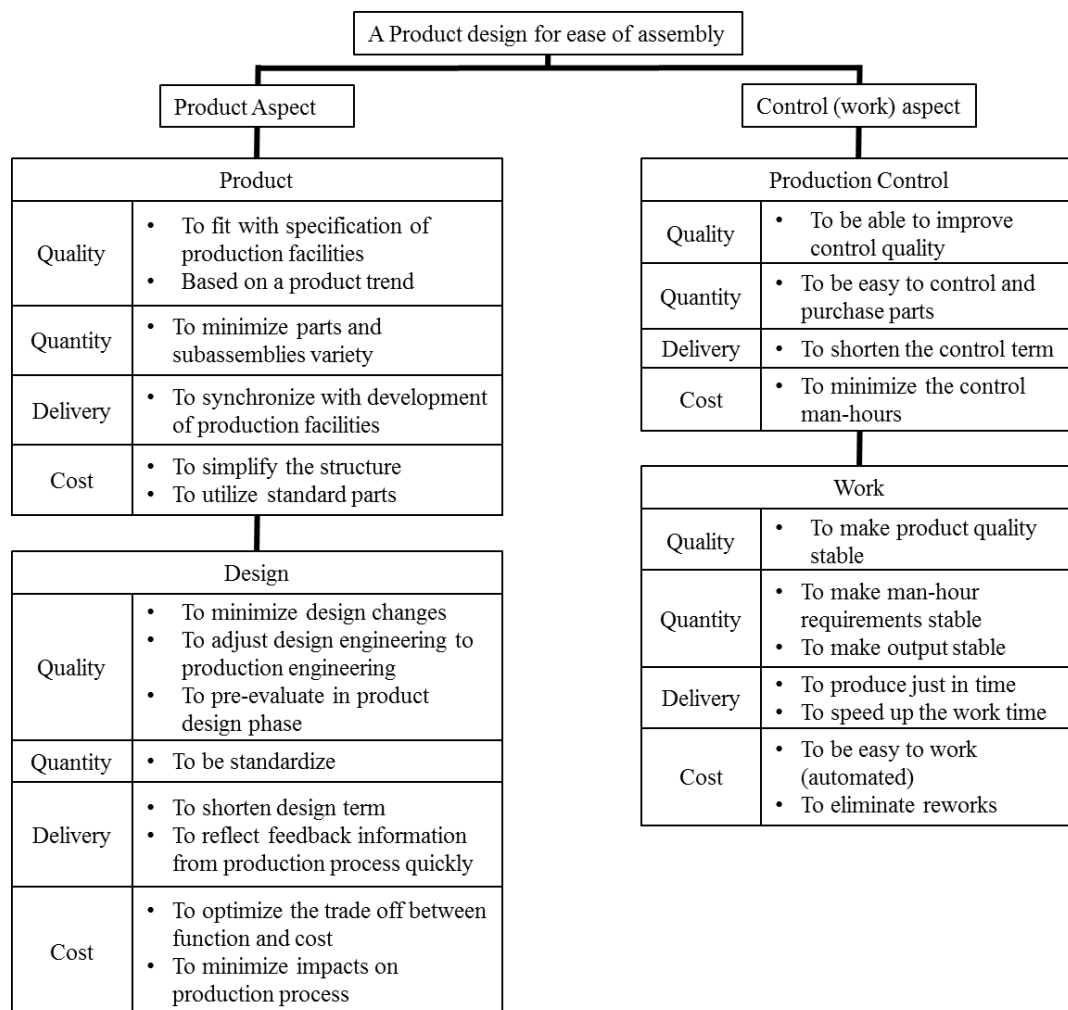 A Product design for ease of assembly
Product Aspect
Control (work) aspect
Product
Quality
• To fit with specification of
production facilities
• Based on a product trend
Quantity
• To minimize parts and
subassemblies variety
Delivery
• To synchronize with development
of production facilities
Cost
• To simplify the structure
• To utilize standard parts
Design
Quality
• To minimize design changes
• To adjust design engineering to
production engineering
• To pre-evaluate in product
design phase
Quantity
• To be standardize
Delivery
• To shorten design term
• To reflect feedback information
from production process quickly
Cost
• To optimize the trade off between
function and cost
• To minimize impacts on
production process
Production Control
Quality
• To be able to improve
control quality
Quantity
• To be easy to control and
purchase parts
Delivery
• To shorten the control term
Cost
• To minimize the control
man-hours
Work
Quality
• To make product quality
stable
Quantity
• To make man-hour
requirements stable
• To make output stable
Delivery
• To produce just in time
• To speed up the work time
Cost
• To be easy to work
(automated)
• To eliminate reworks